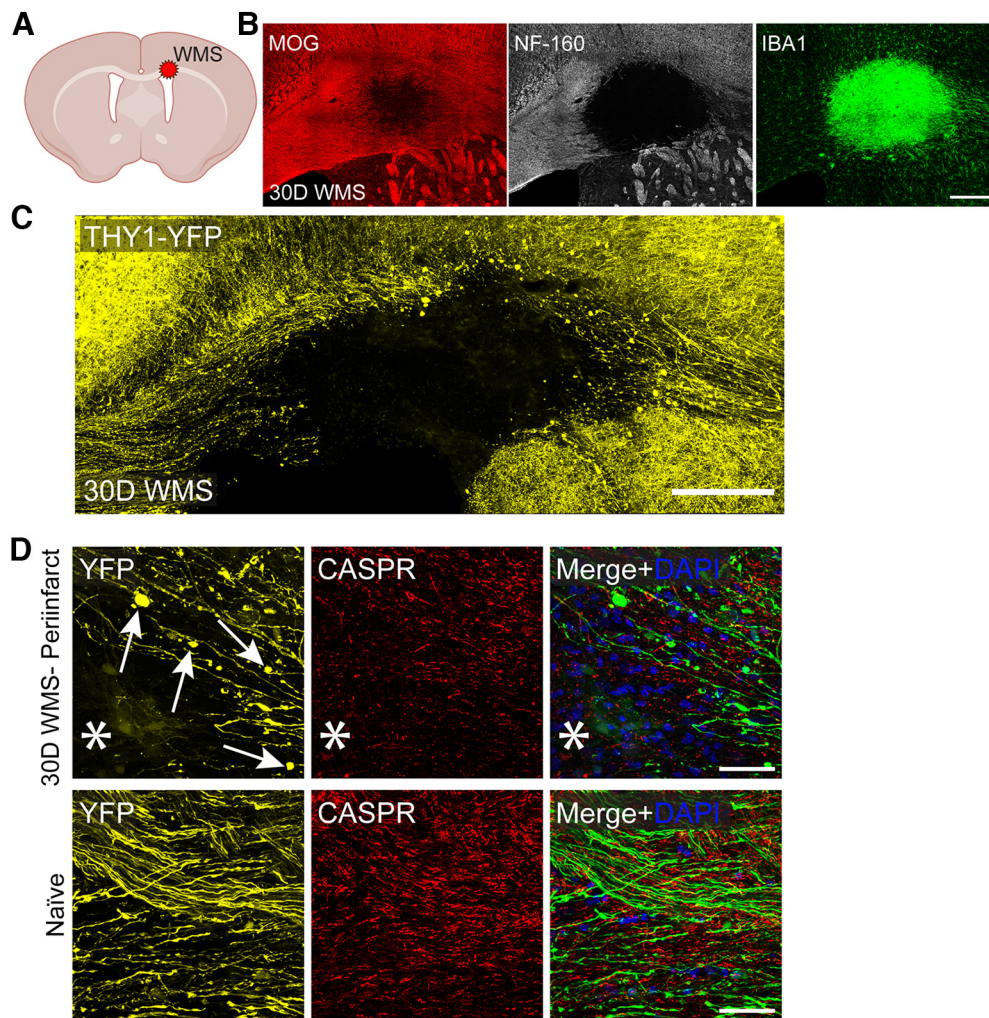 A
WMS
B
MOG
NF-160
IBA1
30D WMS
C
THY1-YFP
30D WMS
D
30D WMS- Periinfarct
YFP
CASPR
Merge+DAPI
*
*
*
Naïve
YFP
CASPR
Merge+DAPI